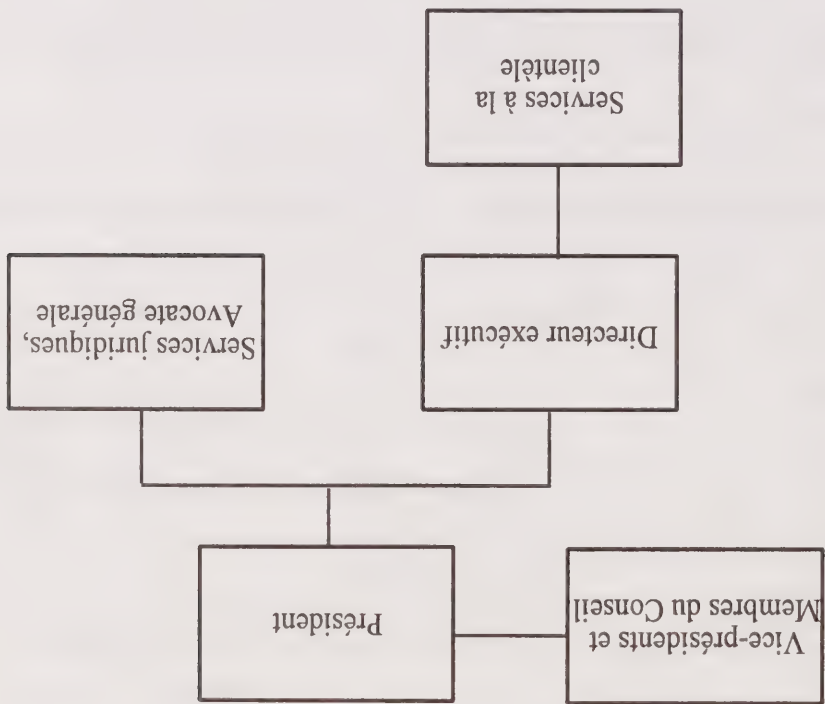 Vice-présidents et
Membres du Conseil
Président
Directeur exécutif
Services juridiques,
Avocate générale
Services à la
clientèle